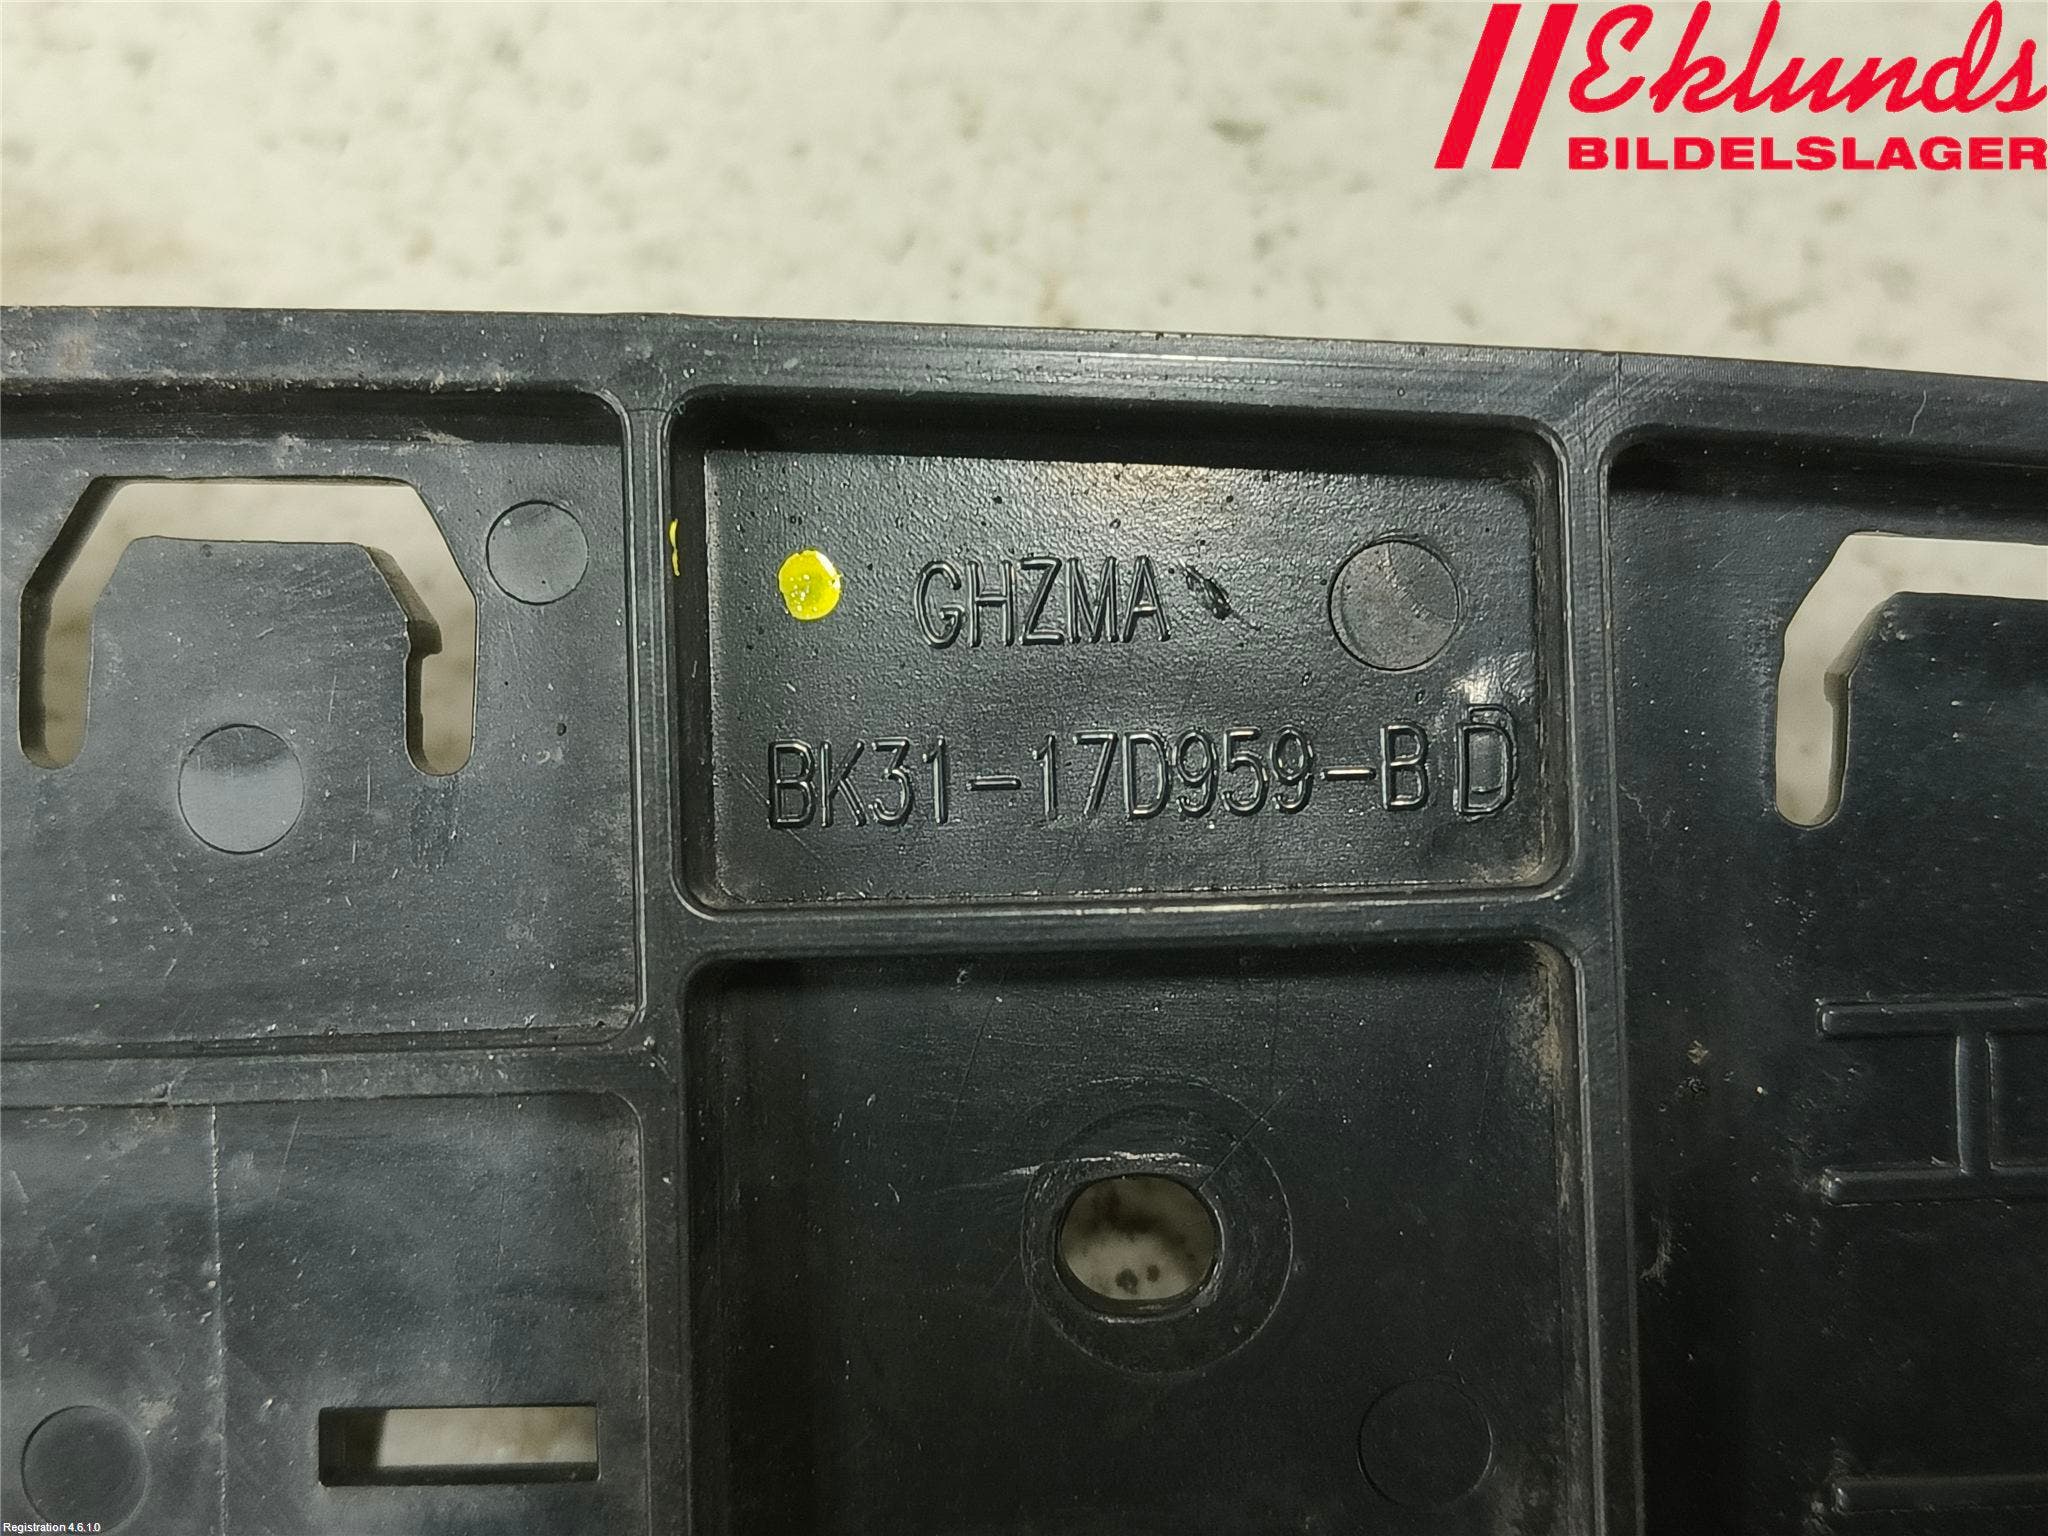 Eklunds
BILDELSLAGER
GHZMA
BK31-17D959-BD
Registration 4.6.1.0